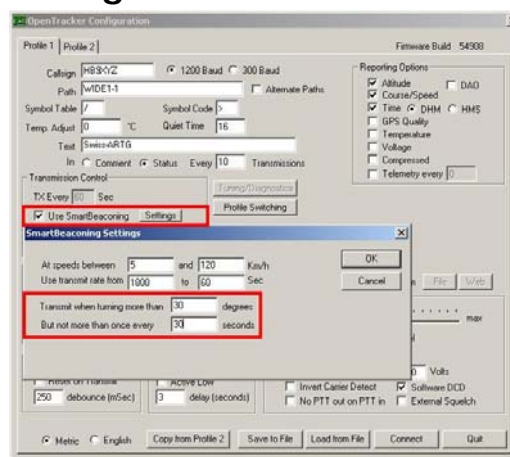 OpenTracker Configuration
Profile 1 Profile 2 Firmware Build 54908
Callsign HB9XYZ 1200 Baud 300 Baud
Path WIDE1-1 Alternate Paths
Symbol Table / Symbol Code >
Temp. Adjust 0 °C Quiet Time 16
Text Swiss-ARTG
In Comment Status Every 10 Transmissions
Reporting Options
Altitude DAO
Course/Speed
Time DHM HMS
GPS Quality
Temperature
Voltage
Compressed
Telemetry every 0
Transmission Control
TX Every 60 Sec
Tuning/Diagnostics
Use SmartBeaconing Settings
Profile Switching
SmartBeaconing Settings
At speeds between 5 and 120 Km/h
Use transmit rate from 1800 to 60 Sec
Transmit when turning more than 30 degrees
But not more than once every 30 seconds
OK
Cancel
File Web
max
Volts
Reset on Transmit Active Low
250 debounce (mSec) 3 delay (seconds)
Invert Carrier Detect Software DCD
No PTT out on PTT in External Squelch
Metric English Copy from Profile 2 Save to File Load from File Connect Quit